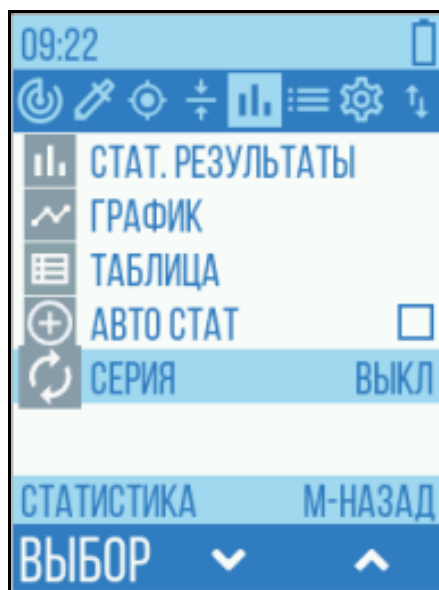 09:22
СТАТ. РЕЗУЛЬТАТЫ
ГРАФИК
ТАБЛИЦА
АВТО СТАТ
СЕРИЯ ВЫКЛ
СТАТИСТИКА М-НАЗАД
ВЫБОР